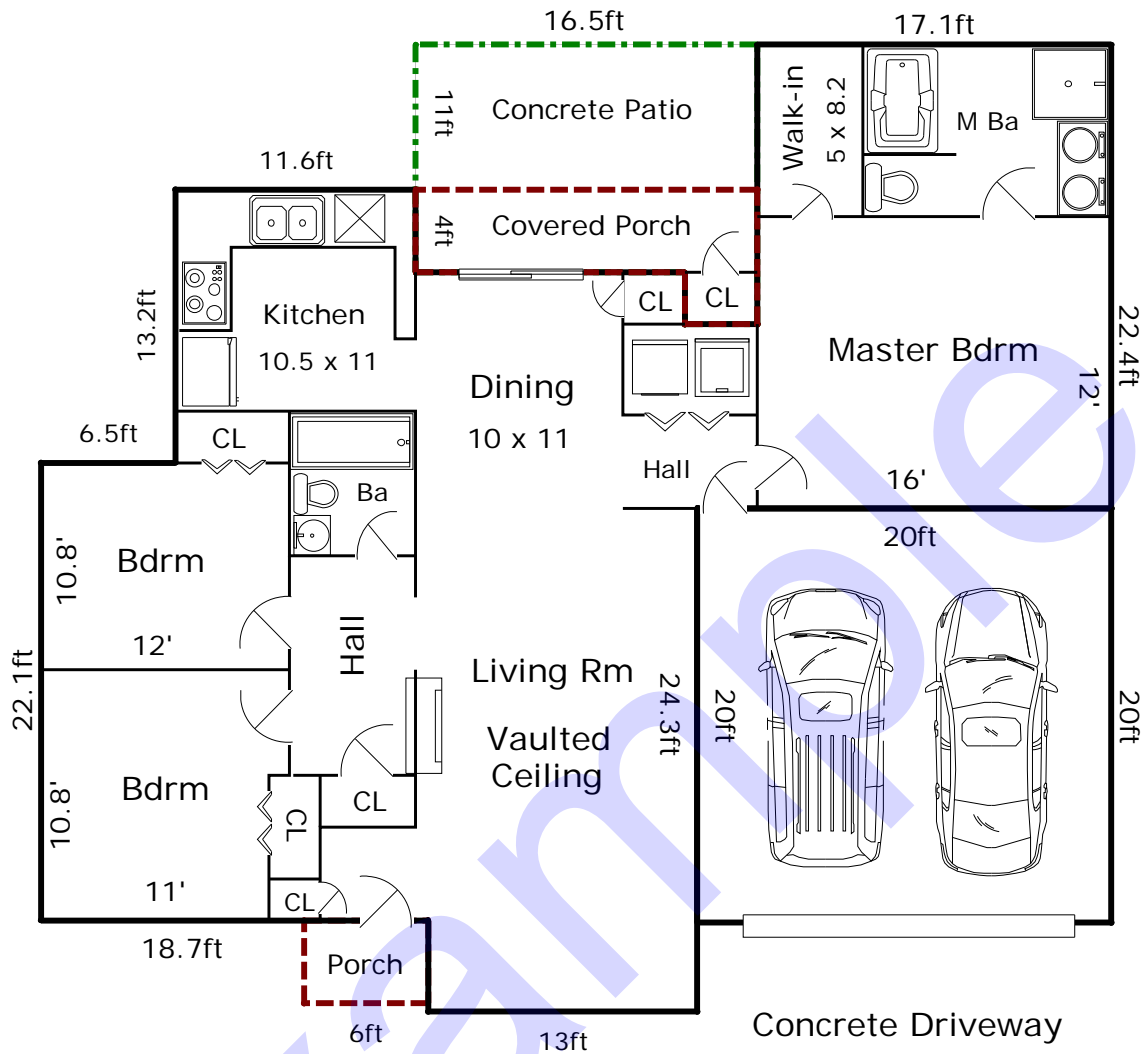 16.5ft
17.1ft
11ft
Concrete Patio
Walk-in
5 x 8.2
M Ba
11.6ft
4ft
Covered Porch
CL
CL
13.2ft
Kitchen
10.5 x 11
Master Bdrm
22.4ft
12'
16'
Dining
10 x 11
6.5ft
CL
Hall
Ba
20ft
Bdrm
10.8'
12'
22.1ft
Hall
Living Rm
Vaulted
Ceiling
24.3ft
20ft
20ft
Bdrm
10.8'
11'
CL
CL
CL
18.7ft
Porch
6ft
13ft
Concrete Driveway